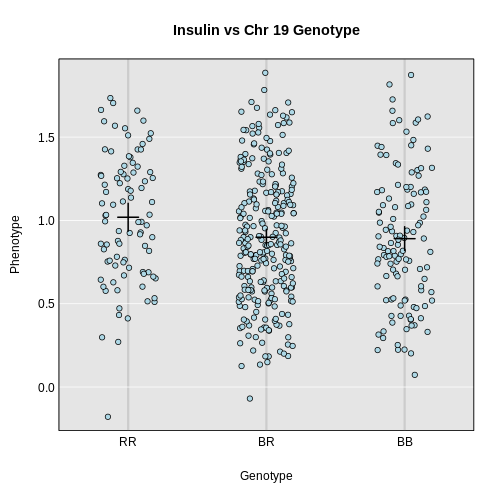 Insulin vs Chr 19 Genotype
Phenotype
1.5
1.0
0.5
0.0
RR BR BB
Genotype